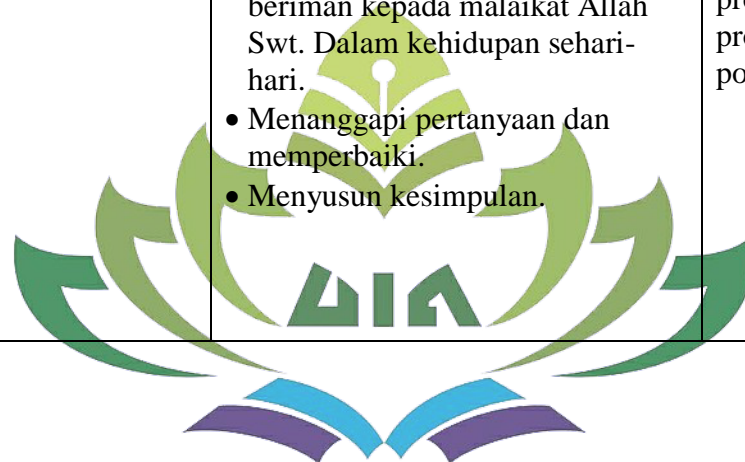 beriman kepada malaikat Allah
Swt. Dalam kehidupan sehari-
hari.
• Menanggapi pertanyaan dan
memperbaiki.
• Menyusun kesimpulan.
UIN